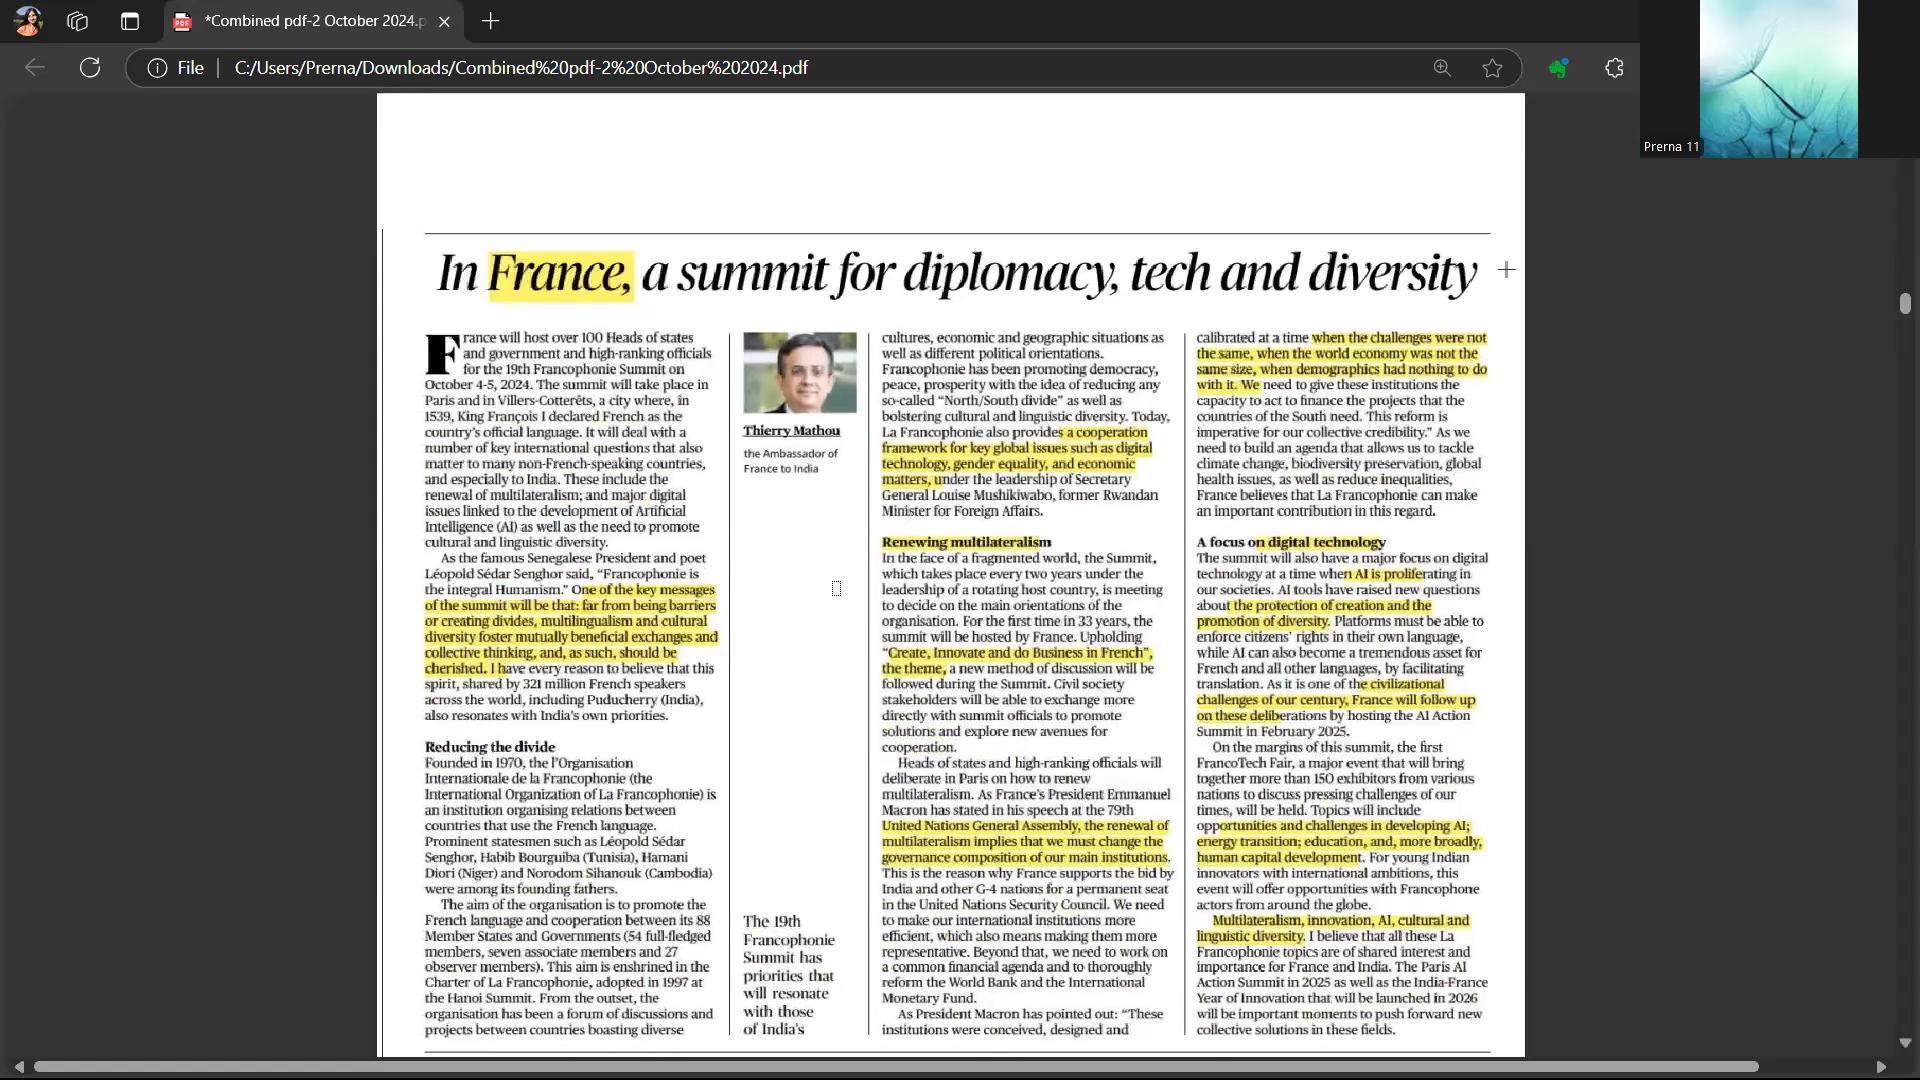 *Combined pdf-2 October 2024.p
File
C:/Users/Prerna/Downloads/Combined%20pdf-2%20October%202024.pdf
Prerna 11
In France, a summit for diplomacy, tech and diversity
France will host over 100 Heads of states
and government and high-ranking officials
for the 19th Francophonie Summit on
October 4-5, 2024. The summit will take place in
Paris and in Villers-Cotterêts, a city where, in
1539, King François I declared French as the
country's official language. It will deal with a
number of key international questions that also
matter to many non-French-speaking countries,
and especially to India. These include the
renewal of multilateralism; and major digital
issues linked to the development of Artificial
Intelligence (AI) as well as the need to promote
cultural and linguistic diversity.
As the famous Senegalese President and poet
Léopold Sédar Senghor said, "Francophonie is
the integral Humanism." One of the key messages
of the summit will be that: far from being barriers
or creating divides, multilingualism and cultural
diversity foster mutually beneficial exchanges and
collective thinking, and, as such, should be
cherished. I have every reason to believe that this
spirit, shared by 321 million French speakers
across the world, including Puducherry (India),
also resonates with India's own priorities.
Reducing the divide
Founded in 1970, the l'Organisation
Internationale de la Francophonie (the
International Organization of La Francophonie) is
an institution organising relations between
countries that use the French language.
Prominent statesmen such as Léopold Sédar
Senghor, Habib Bourguiba (Tunisia), Hamani
Diori (Niger) and Norodom Sihanouk (Cambodia)
were among its founding fathers.
The aim of the organisation is to promote the
French language and cooperation between its 88
Member States and Governments (54 full-fledged
members, seven associate members and 27
observer members). This aim is enshrined in the
Charter of La Francophonie, adopted in 1997 at
the Hanoi Summit. From the outset, the
organisation has been a forum of discussions and
projects between countries boasting diverse
Thierry Mathou
the Ambassador of
France to India
The 19th
Francophonie
Summit has
priorities that
will resonate
with those
of India's
cultures, economic and geographic situations as
well as different political orientations.
Francophonie has been promoting democracy,
peace, prosperity with the idea of reducing any
so-called "North/South divide" as well as
bolstering cultural and linguistic diversity. Today,
La Francophonie also provides a cooperation
framework for key global issues such as digital
technology, gender equality, and economic
matters, under the leadership of Secretary
General Louise Mushikiwabo, former Rwandan
Minister for Foreign Affairs.
Renewing multilateralism
In the face of a fragmented world, the Summit,
which takes place every two years under the
leadership of a rotating host country, is meeting
to decide on the main orientations of the
organisation. For the first time in 33 years, the
summit will be hosted by France. Upholding
"Create, Innovate and do Business in French",
the theme, a new method of discussion will be
followed during the Summit. Civil society
stakeholders will be able to exchange more
directly with summit officials to promote
solutions and explore new avenues for
cooperation.
Heads of states and high-ranking officials will
deliberate in Paris on how to renew
multilateralism. As France's President Emmanuel
Macron has stated in his speech at the 79th
United Nations General Assembly, the renewal of
multilateralism implies that we must change the
governance composition of our main institutions.
This is the reason why France supports the bid by
India and other G-4 nations for a permanent seat
in the United Nations Security Council. We need
to make our international institutions more
efficient, which also means making them more
representative. Beyond that, we need to work on
a common financial agenda and to thoroughly
reform the World Bank and the International
Monetary Fund.
As President Macron has pointed out: "These
institutions were conceived, designed and
calibrated at a time when the challenges were not
the same, when the world economy was not the
same size, when demographics had nothing to do
with it. We need to give these institutions the
capacity to act to finance the projects that the
countries of the South need. This reform is
imperative for our collective credibility." As we
need to build an agenda that allows us to tackle
climate change, biodiversity preservation, global
health issues, as well as reduce inequalities,
France believes that La Francophonie can make
an important contribution in this regard.
A focus on digital technology
The summit will also have a major focus on digital
technology at a time when AI is proliferating in
our societies. AI tools have raised new questions
about the protection of creation and the
promotion of diversity. Platforms must be able to
enforce citizens' rights in their own language,
while AI can also become a tremendous asset for
French and all other languages, by facilitating
translation. As it is one of the civilizational
challenges of our century, France will follow up
on these deliberations by hosting the AI Action
Summit in February 2025.
On the margins of this summit, the first
FrancoTech Fair, a major event that will bring
together more than 150 exhibitors from various
nations to discuss pressing challenges of our
times, will be held. Topics will include
opportunities and challenges in developing AI;
energy transition; education, and, more broadly,
human capital development. For young Indian
innovators with international ambitions, this
event will offer opportunities with Francophone
actors from around the globe.
Multilateralism, innovation, AI, cultural and
linguistic diversity. I believe that all these La
Francophonie topics are of shared interest and
importance for France and India. The Paris AI
Action Summit in 2025 as well as the India-France
Year of Innovation that will be launched in 2026
will be important moments to push forward new
collective solutions in these fields.